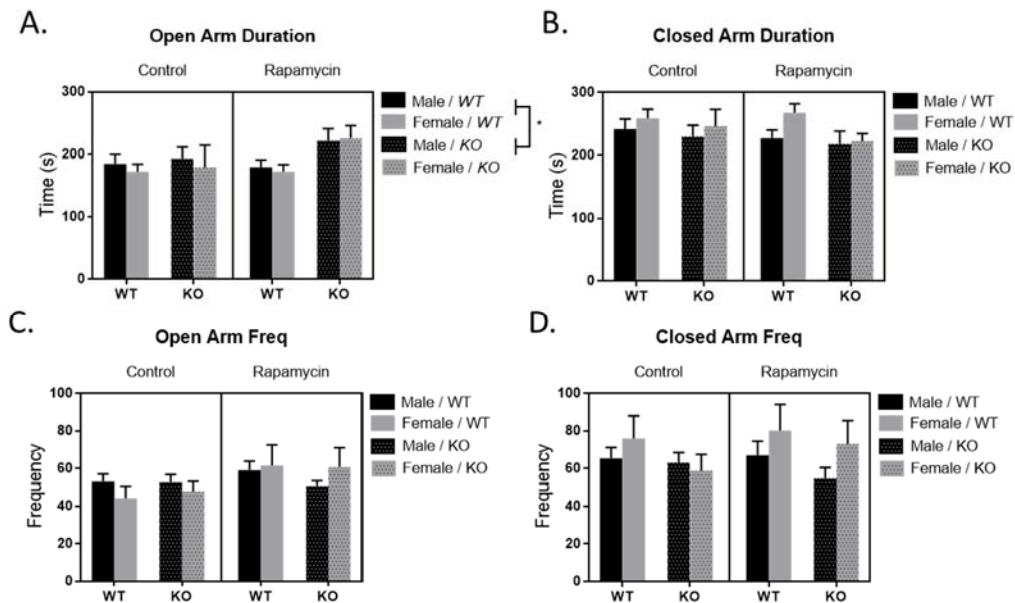 A.
Open Arm Duration
Control Rapamycin
300
200
100
0
Time (s)
WT KO WT KO
Male / WT
Female / WT
Male / KO
Female / KO
*
B.
Closed Arm Duration
Control Rapamycin
300
200
100
0
Time (s)
WT KO WT KO
Male / WT
Female / WT
Male / KO
Female / KO
C.
Open Arm Freq
Control Rapamycin
100
80
60
40
20
0
Frequency
WT KO WT KO
Male / WT
Female / WT
Male / KO
Female / KO
D.
Closed Arm Freq
Control Rapamycin
100
80
60
40
20
0
Frequency
WT KO WT KO
Male / WT
Female / WT
Male / KO
Female / KO